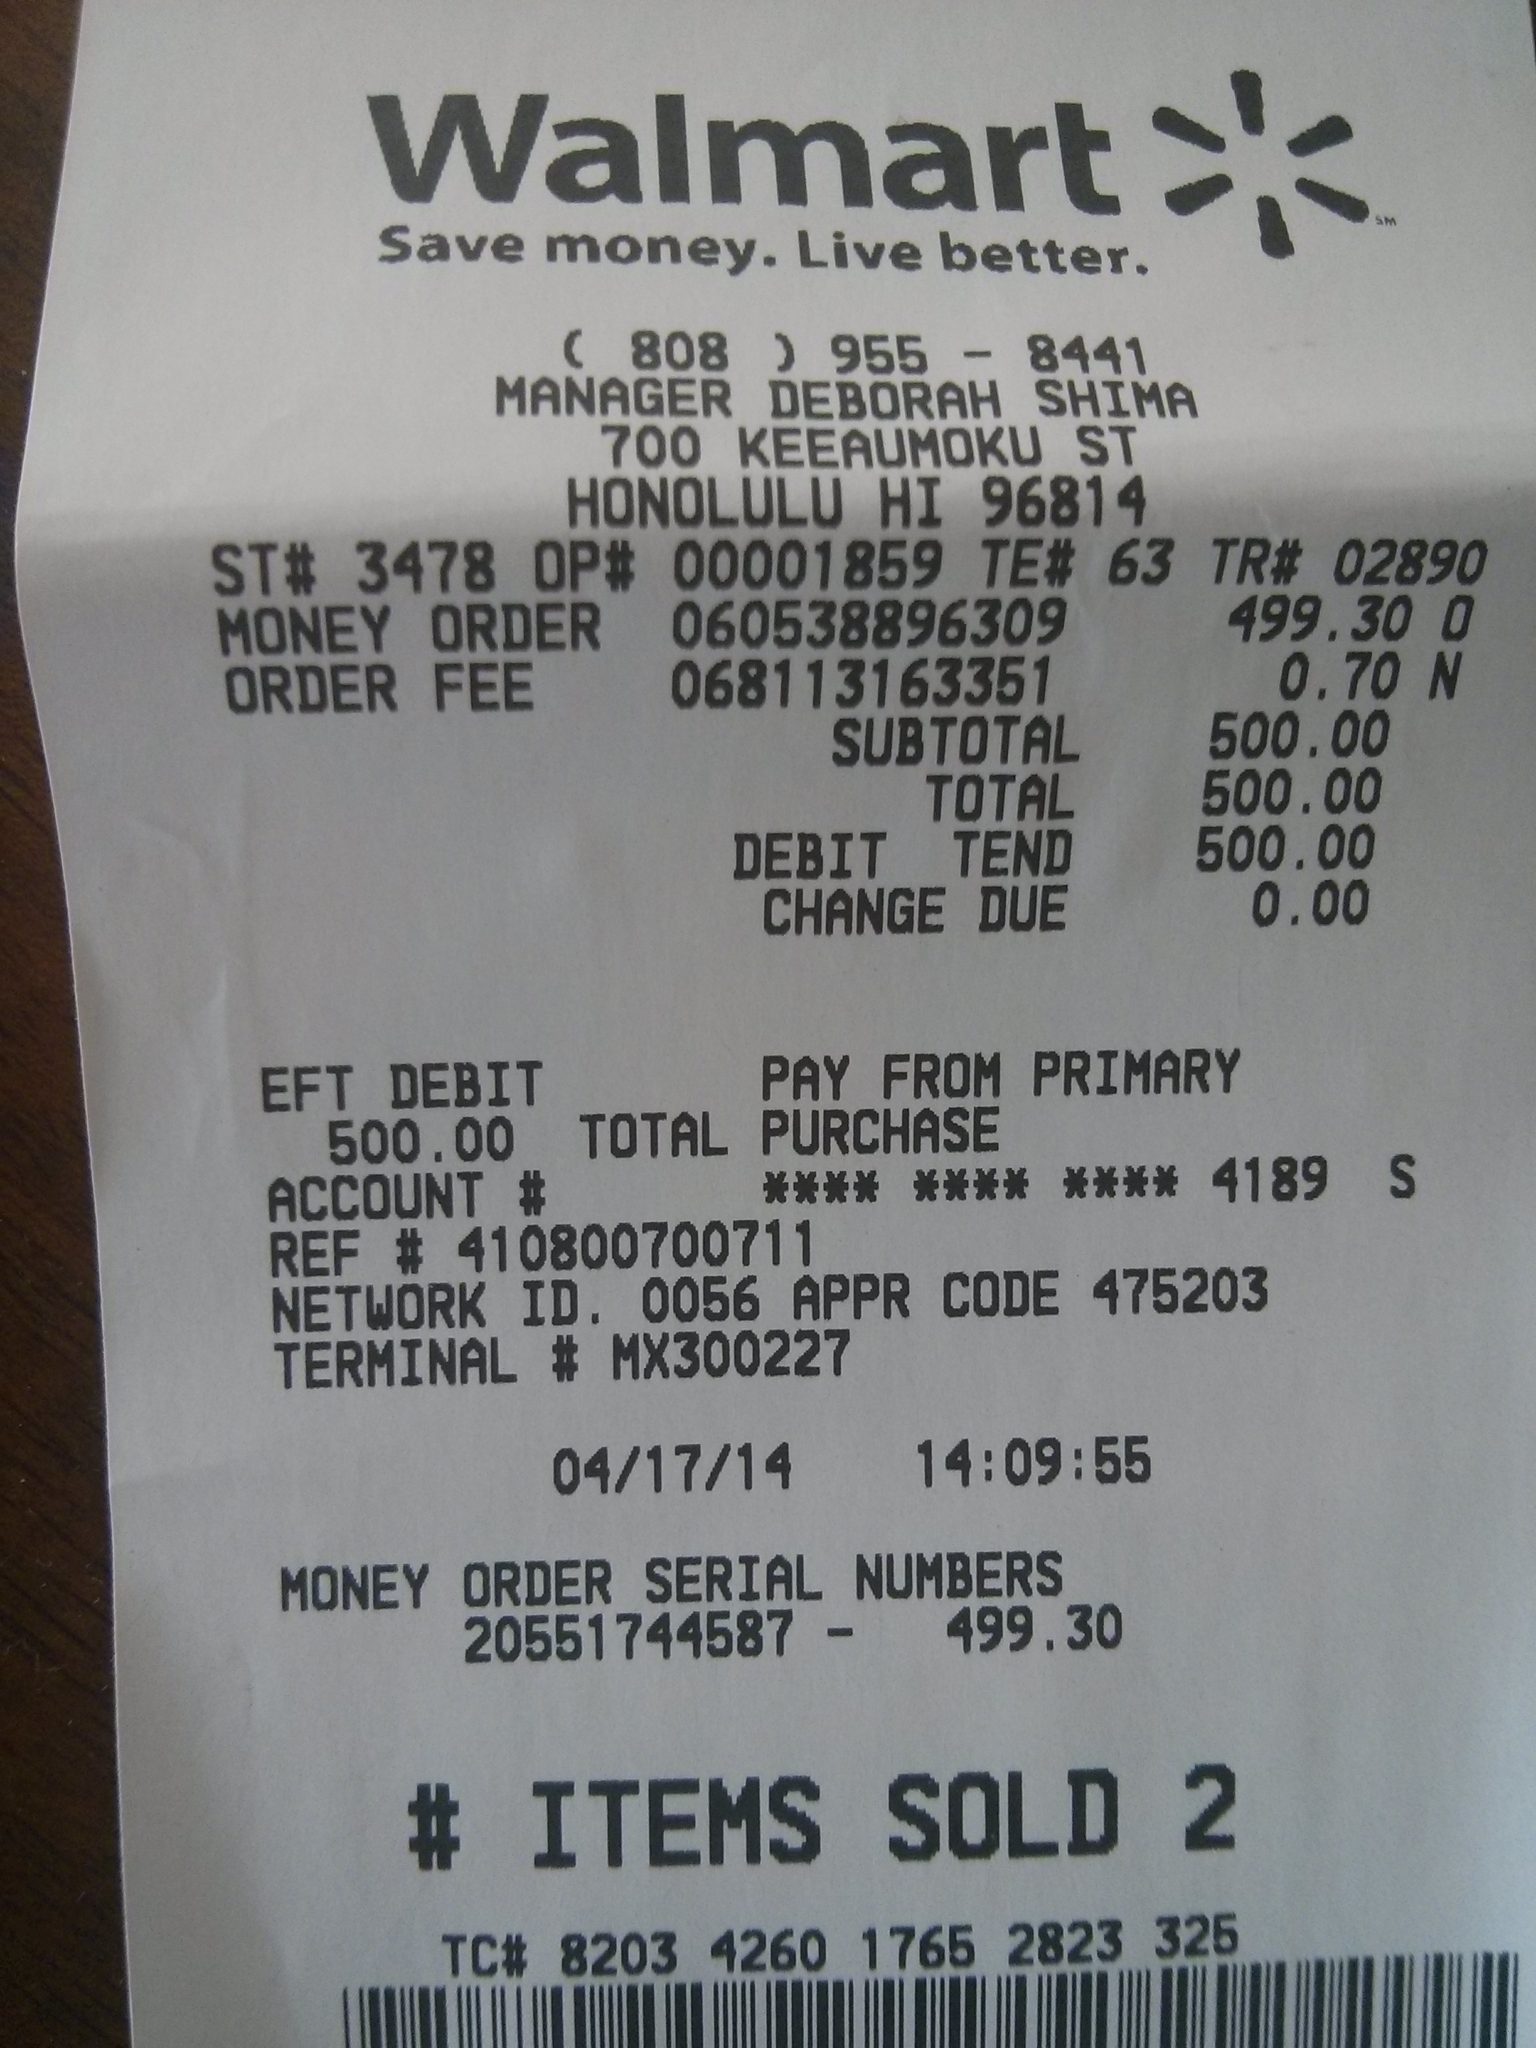 Walmart
SM
Save money. Live better.
( 808 ) 955 - 8441
MANAGER DEBORAH SHIMA
700 KEEAUMOKU ST
HONOLULU HI 96814
ST# 3478 OP# 00001859 TE# 63 TR# 02890
MONEY ORDER 060538896309 499.30 O
ORDER FEE 068113163351 0.70 N
SUBTOTAL 500.00
TOTAL 500.00
DEBIT TEND 500.00
CHANGE DUE 0.00
EFT DEBIT PAY FROM PRIMARY
500.00 TOTAL PURCHASE
ACCOUNT # **** **** **** 4189 S
REF # 410800700711
NETWORK ID. 0056 APPR CODE 475203
TERMINAL # MX300227
04/17/14 14:09:55
MONEY ORDER SERIAL NUMBERS
20551744587 - 499.30
# ITEMS SOLD 2
TC# 8203 4260 1765 2823 325